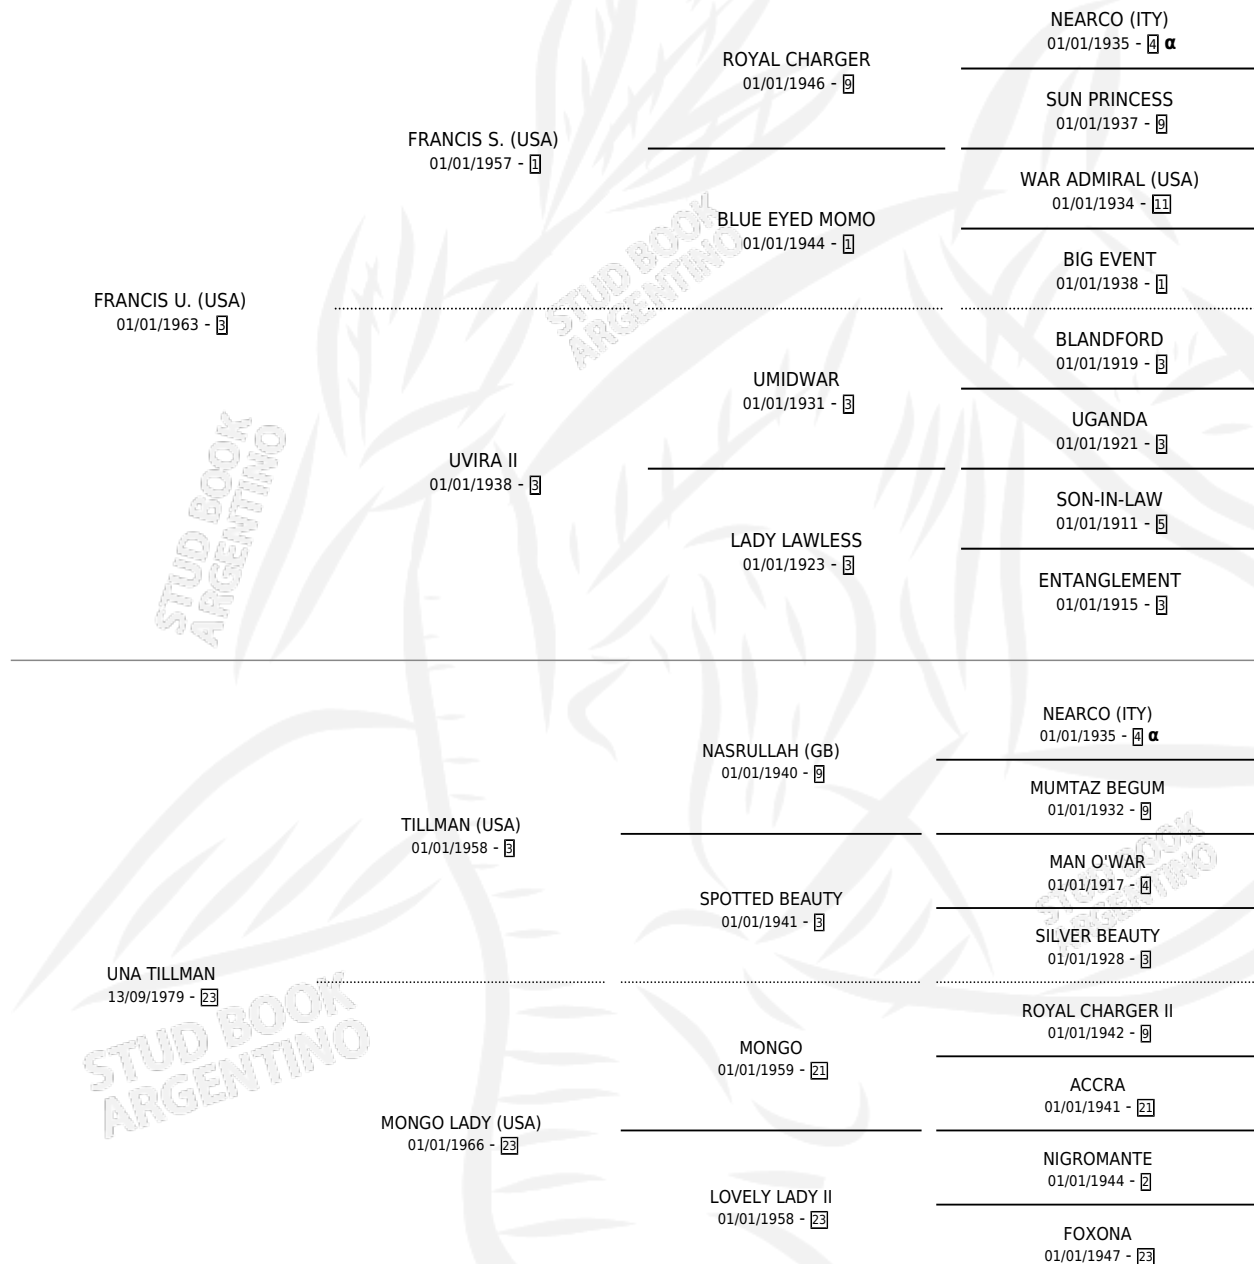 NEARCO (ITY)
01/01/1935 - 4 α
ROYAL CHARGER
01/01/1946 - 9
SUN PRINCESS
01/01/1937 - 9
FRANCIS S. (USA)
01/01/1957 - 1
WAR ADMIRAL (USA)
01/01/1934 - 11
BLUE EYED MOMO
01/01/1944 - 1
BIG EVENT
01/01/1938 - 1
FRANCIS U. (USA)
01/01/1963 - 3
STUD BOOK
ARGENTINO
BLANDFORD
01/01/1919 - 3
UMIDWAR
01/01/1931 - 3
UGANDA
01/01/1921 - 3
UVIRA II
01/01/1938 - 3
SON-IN-LAW
01/01/1911 - 5
LADY LAWLESS
01/01/1923 - 3
ENTANGLEMENT
01/01/1915 - 3
STUD BOOK
ARGENTINO
NEARCO (ITY)
01/01/1935 - 4 α
NASRULLAH (GB)
01/01/1940 - 9
MUMTAZ BEGUM
01/01/1932 - 9
TILLMAN (USA)
01/01/1958 - 3
MAN O'WAR
01/01/1917 - 4
STUD BOOK
ARGENTINO
SPOTTED BEAUTY
01/01/1941 - 3
SILVER BEAUTY
01/01/1928 - 3
UNA TILLMAN
13/09/1979 - 23
STUD BOOK
ARGENTINO
ROYAL CHARGER II
01/01/1942 - 9
MONGO
01/01/1959 - 21
ACCRA
01/01/1941 - 21
MONGO LADY (USA)
01/01/1966 - 23
NIGROMANTE
01/01/1944 - 2
LOVELY LADY II
01/01/1958 - 23
FOXONA
01/01/1947 - 23